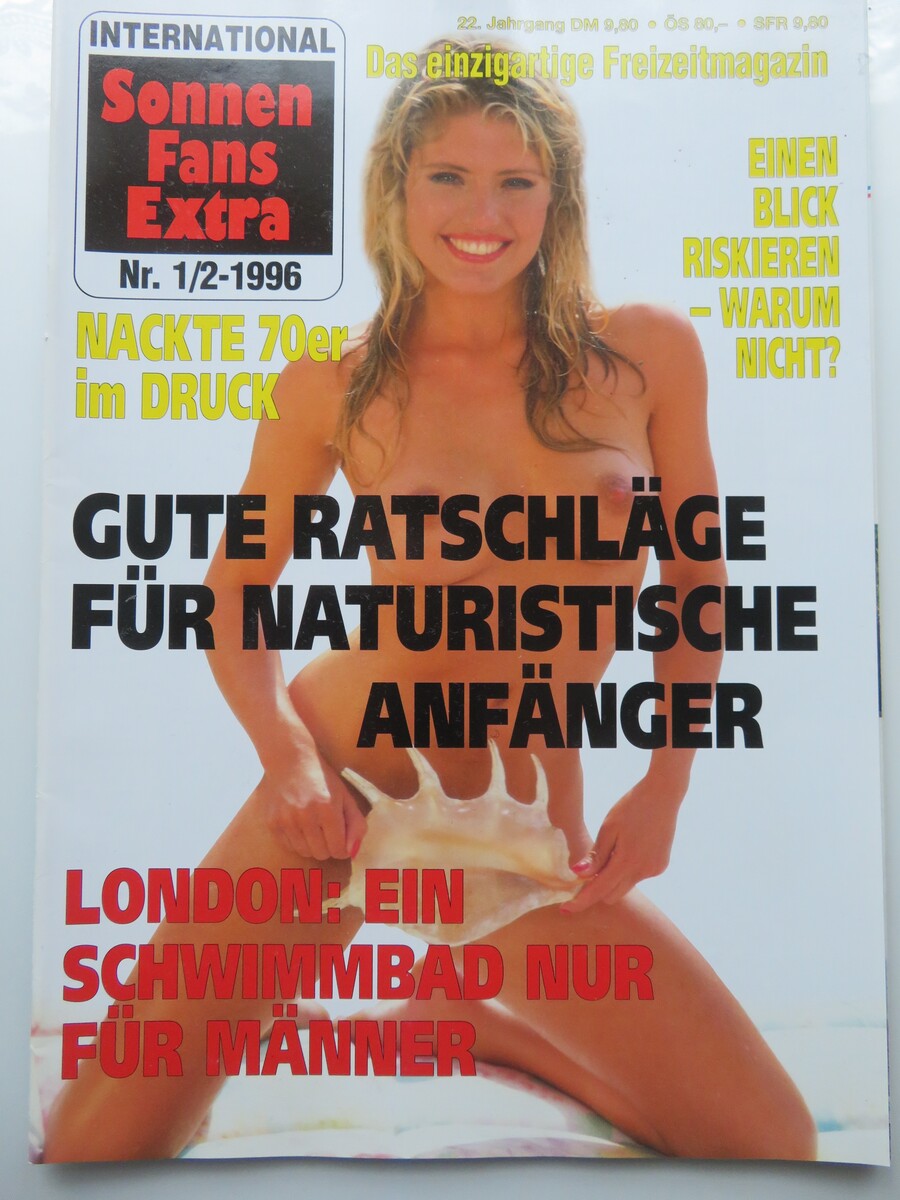 INTERNATIONAL
Sonnen
Fans
Extra
Nr. 1/2-1996
22. Jahrgang DM 9,80 • ÖS 80,– • SFR 9,80
Das einzigartige Freizeitmagazin
EINEN
BLICK
RISKIEREN
– WARUM
NICHT?
NACKTE 70er
im DRUCK
GUTE RATSCHLÄGE
FÜR NATURISTISCHE
ANFÄNGER
LONDON: EIN
SCHWIMMBAD NUR
FÜR MÄNNER